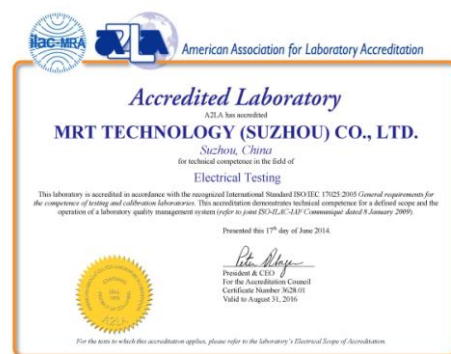 ilac-MRA
A2LA
American Association for Laboratory Accreditation
Accredited Laboratory
A2LA has accredited
MRT TECHNOLOGY (SUZHOU) CO., LTD.
Suzhou, China
for technical competence in the field of
Electrical Testing
This laboratory is accredited in accordance with the recognized International Standard ISO/IEC 17025:2005 General requirements for
the competence of testing and calibration laboratories. This accreditation demonstrates technical competence for a defined scope and the
operation of a laboratory quality management system (refer to joint ISO-ILAC-IAF Communiqué dated 8 January 2009).
Presented this 17th day of June 2014.
President & CEO
For the Accreditation Council
Certificate Number 3628.01
Valid to August 31, 2016
A2LA
For the tests to which this accreditation applies, please refer to the laboratory's Electrical Scope of Accreditation.